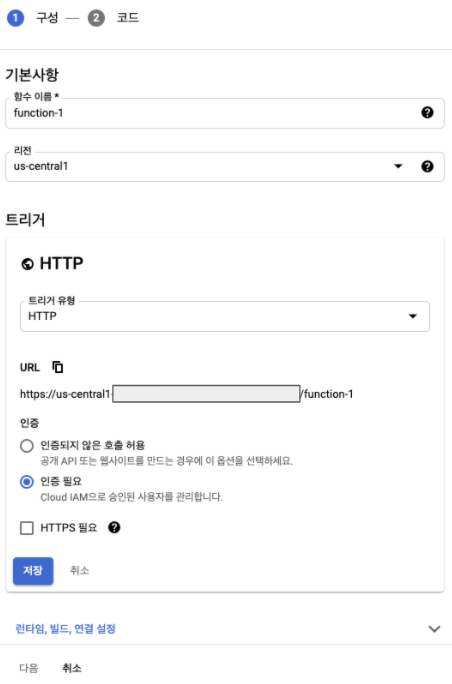 1 구성 — 2 코드
기본사항
함수 이름 *
function-1
리전
us-central1
트리거
HTTP
트리거 유형
HTTP
URL
https://us-central1- /function-1
인증
인증되지 않은 호출 허용
공개 API 또는 웹사이트를 만드는 경우에 이 옵션을 선택하세요.
인증 필요
Cloud IAM으로 승인된 사용자를 관리합니다.
HTTPS 필요
저장 취소
런타임, 빌드, 연결 설정
다음 취소